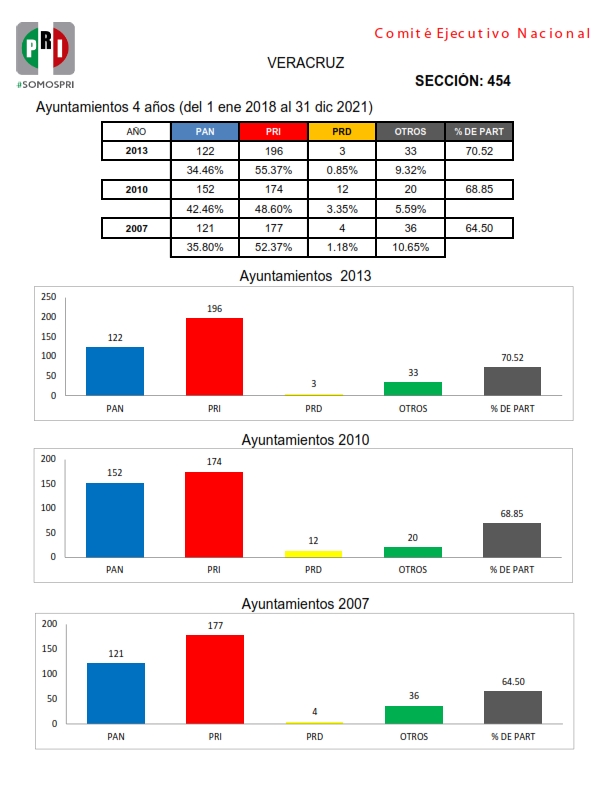 Comité Ejecutivo Nacional
PRI
#SOMOSPRI
VERACRUZ
SECCIÓN: 454
Ayuntamientos 4 años (del 1 ene 2018 al 31 dic 2021)
AÑO PAN PRI PRD OTROS % DE PART
2013 122 196 3 33 70.52
34.46% 55.37% 0.85% 9.32%
2010 152 174 12 20 68.85
42.46% 48.60% 3.35% 5.59%
2007 121 177 4 36 64.50
35.80% 52.37% 1.18% 10.65%
Ayuntamientos 2013
250
200
150
100
50
0
122 196 3 33 70.52
PAN PRI PRD OTROS % DE PART
Ayuntamientos 2010
200
150
100
50
0
152 174 12 20 68.85
PAN PRI PRD OTROS % DE PART
Ayuntamientos 2007
200
150
100
50
0
121 177 4 36 64.50
PAN PRI PRD OTROS % DE PART